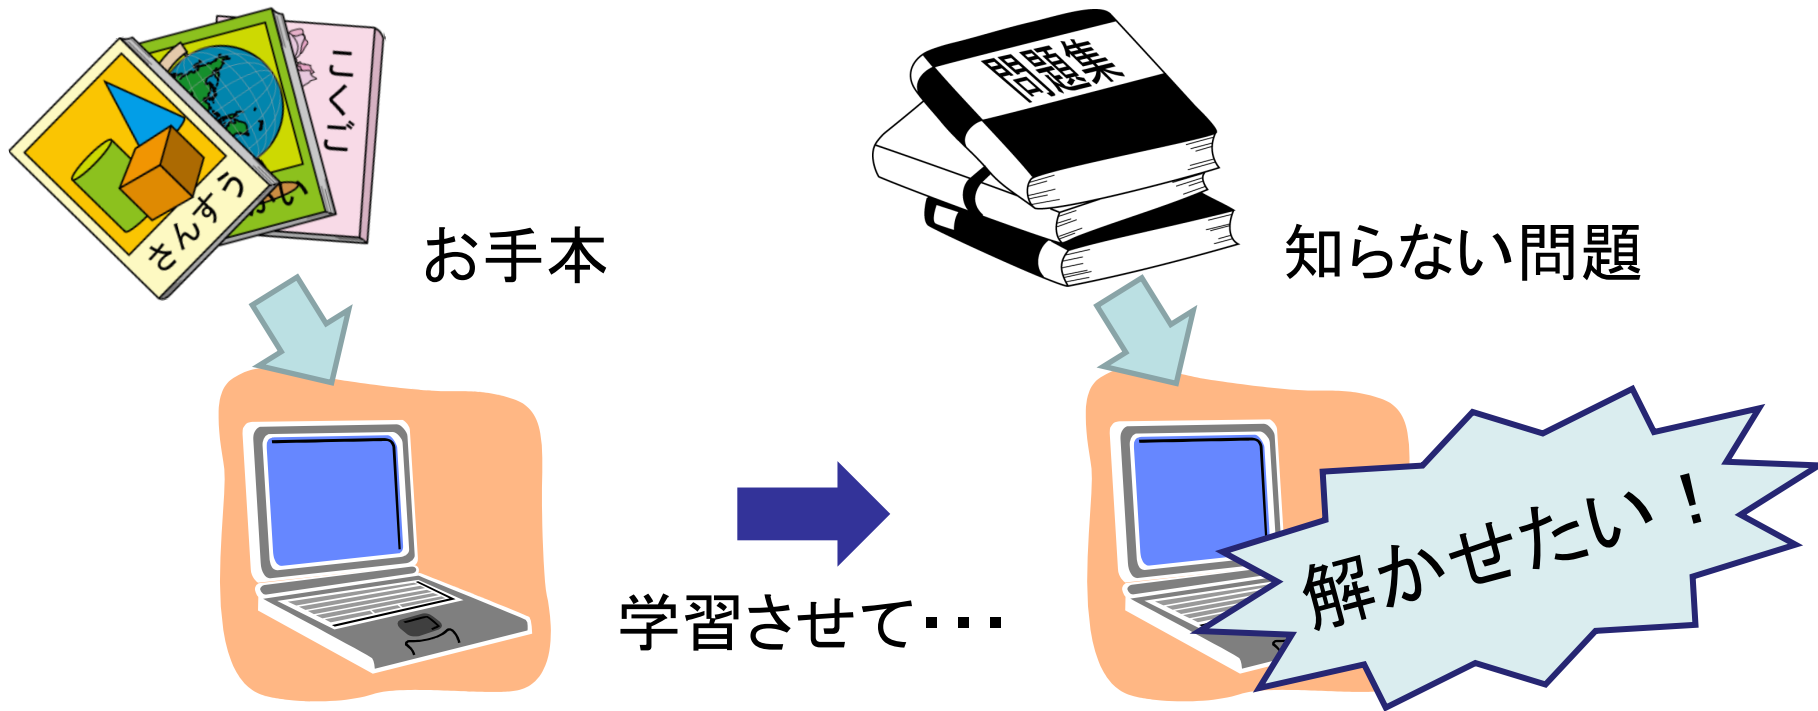 こくご
さんすう
お手本
問題集
知らない問題
学習させて・・・
解かせたい！